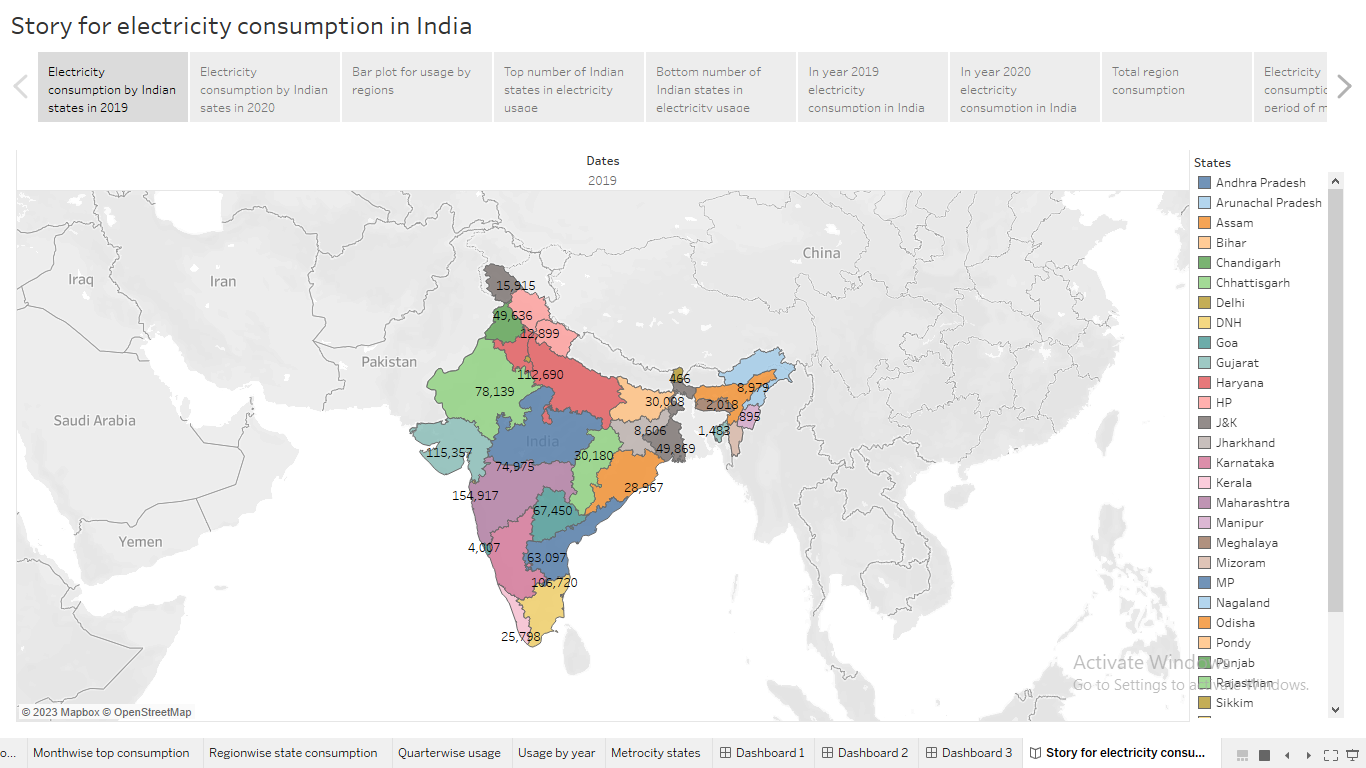 Story for electricity consumption in India
Electricity
consumption by Indian
states in 2019
Electricity
consumption by Indian
sates in 2020
Bar plot for usage by
regions
Top number of Indian
states in electricity
usage
Bottom number of
Indian states in
electricity usage
In year 2019
electricity
consumption in India
In year 2020
electricity
consumption in India
Total region
consumption
Electricity
period of m
Dates
2019
States
Andhra Pradesh
Arunachal Pradesh
Assam
Bihar
Chandigarh
Chhattisgarh
Delhi
DNH
Goa
Gujarat
Haryana
HP
J&K
Jharkhand
Karnataka
Kerala
Maharashtra
Manipur
Meghalaya
Mizoram
MP
Nagaland
Odisha
Pondy
Punjab
Rajasthan
Sikkim
China
Iraq
Iran
Pakistan
Saudi Arabia
Yemen
India
15,915
49,636
12,899
112,690
78,139
466
8,979
30,008
2,018
895
8,606
1,483
49,869
115,357
30,180
74,975
28,967
154,917
67,450
4,007
63,097
106,720
25,798
Activate Windows
Go to Settings to activate Windows.
© 2023 Mapbox © OpenStreetMap
o...
Monthwise top consumption
Regionwise state consumption
Quarterwise usage
Usage by year
Metrocity states
Dashboard 1
Dashboard 2
Dashboard 3
Story for electricity consu...